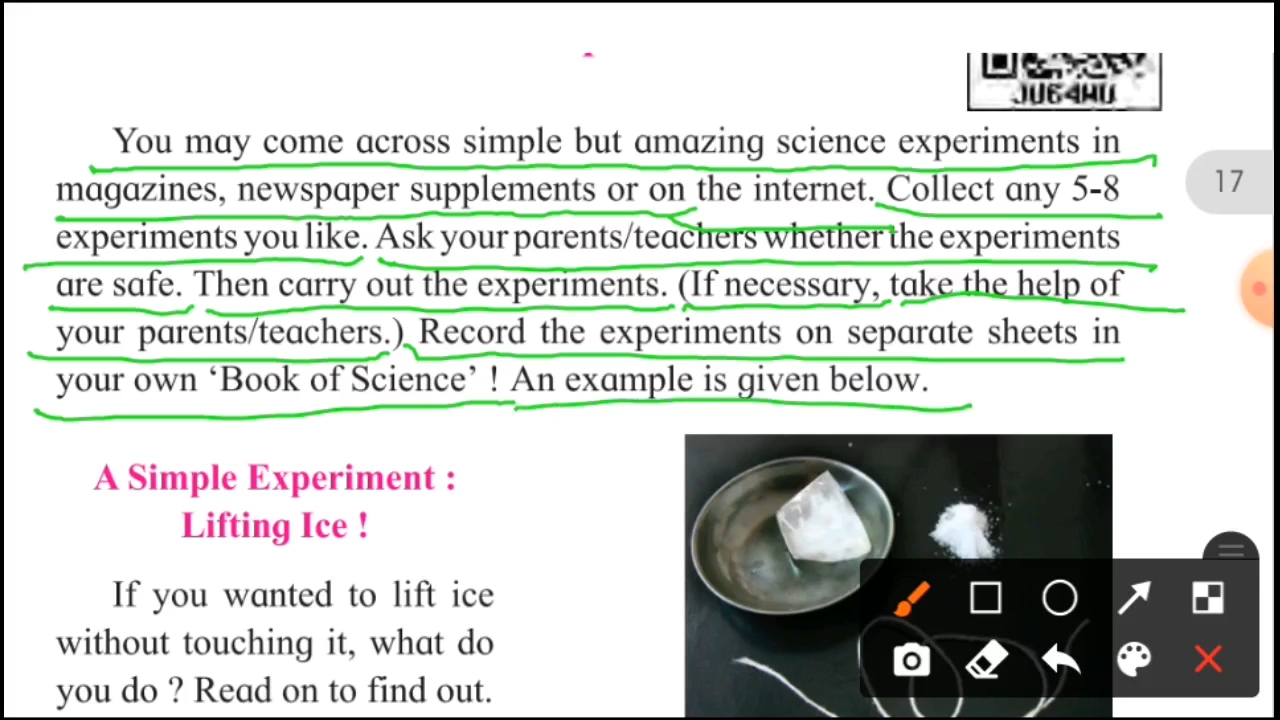 JU64WU
You may come across simple but amazing science experiments in
magazines, newspaper supplements or on the internet. Collect any 5-8
experiments you like. Ask your parents/teachers whether the experiments
are safe. Then carry out the experiments. (If necessary, take the help of
your parents/teachers.) Record the experiments on separate sheets in
your own ‘Book of Science’ ! An example is given below.
17
A Simple Experiment :
Lifting Ice !
If you wanted to lift ice
without touching it, what do
you do ? Read on to find out.